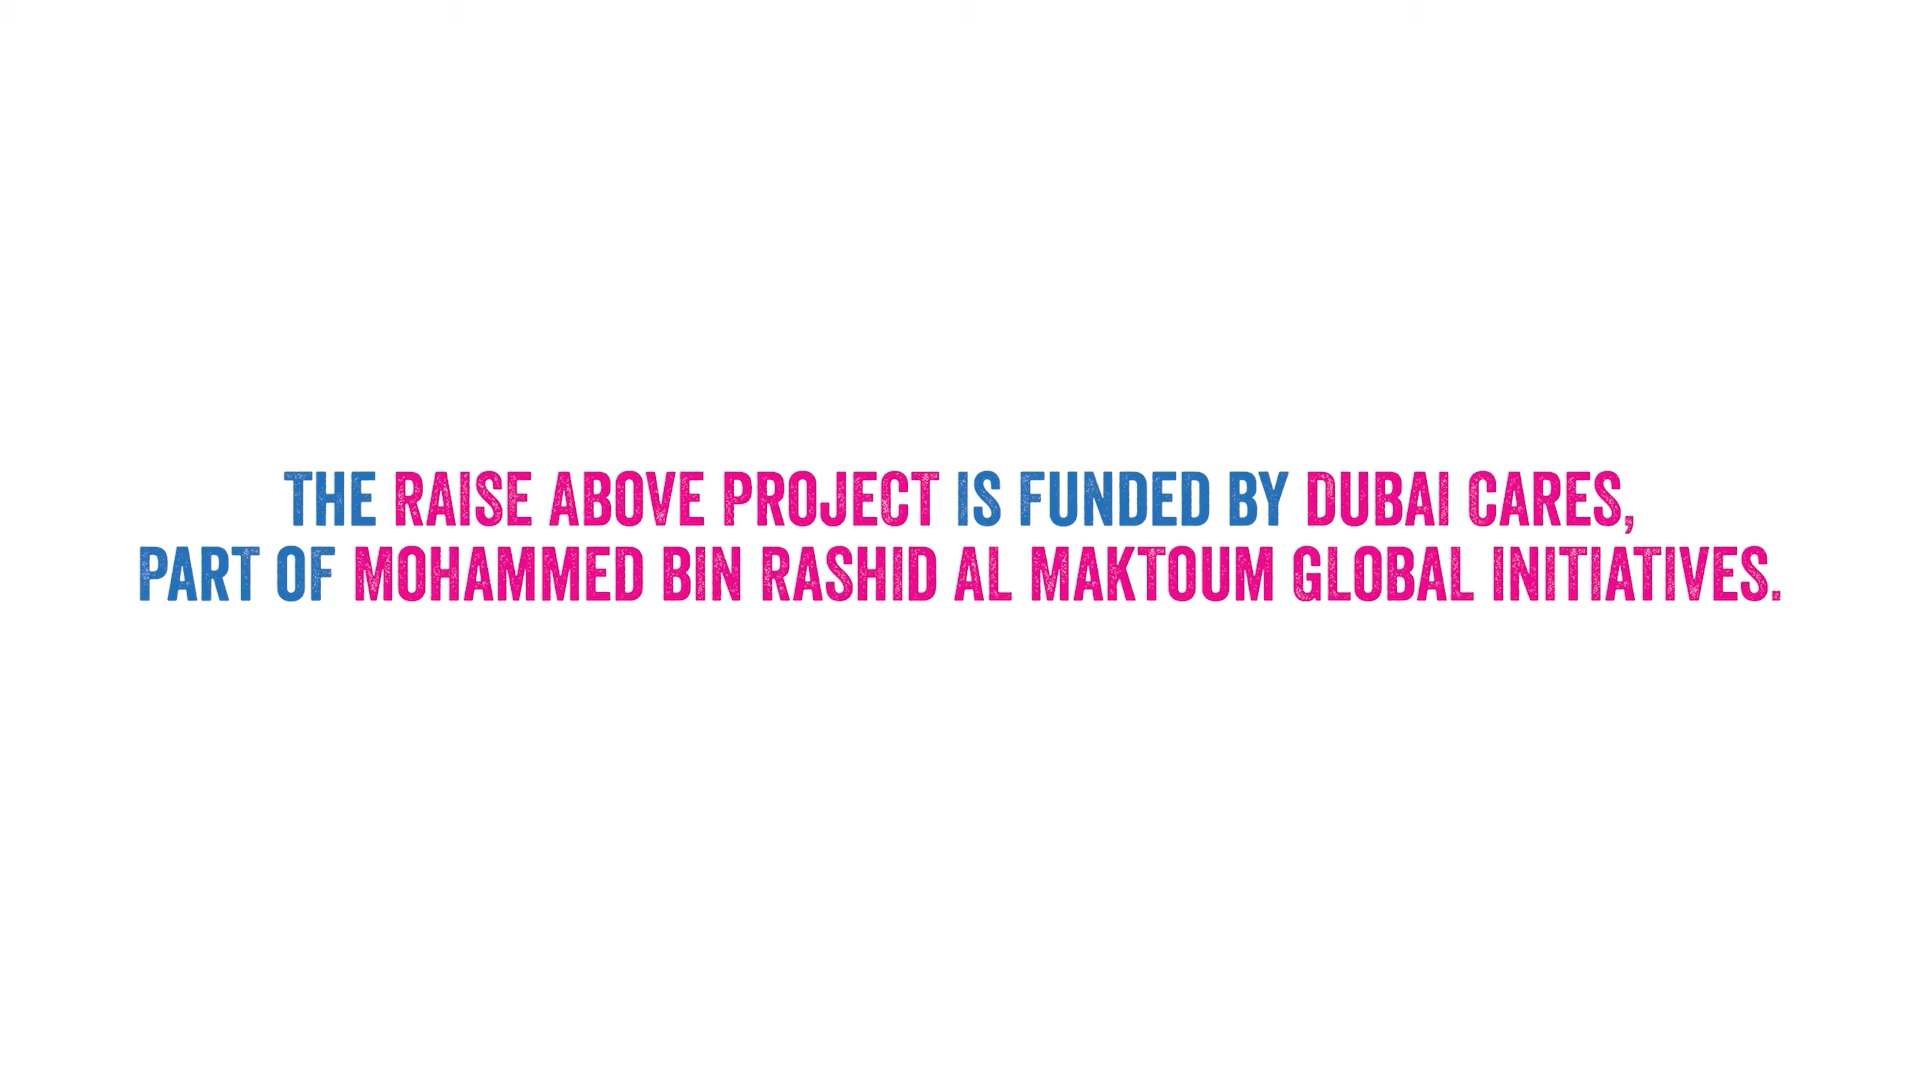 THE RAISE ABOVE PROJECT IS FUNDED BY DUBAI CARES,
PART OF MOHAMMED BIN RASHID AL MAKTOUM GLOBAL INITIATIVES.